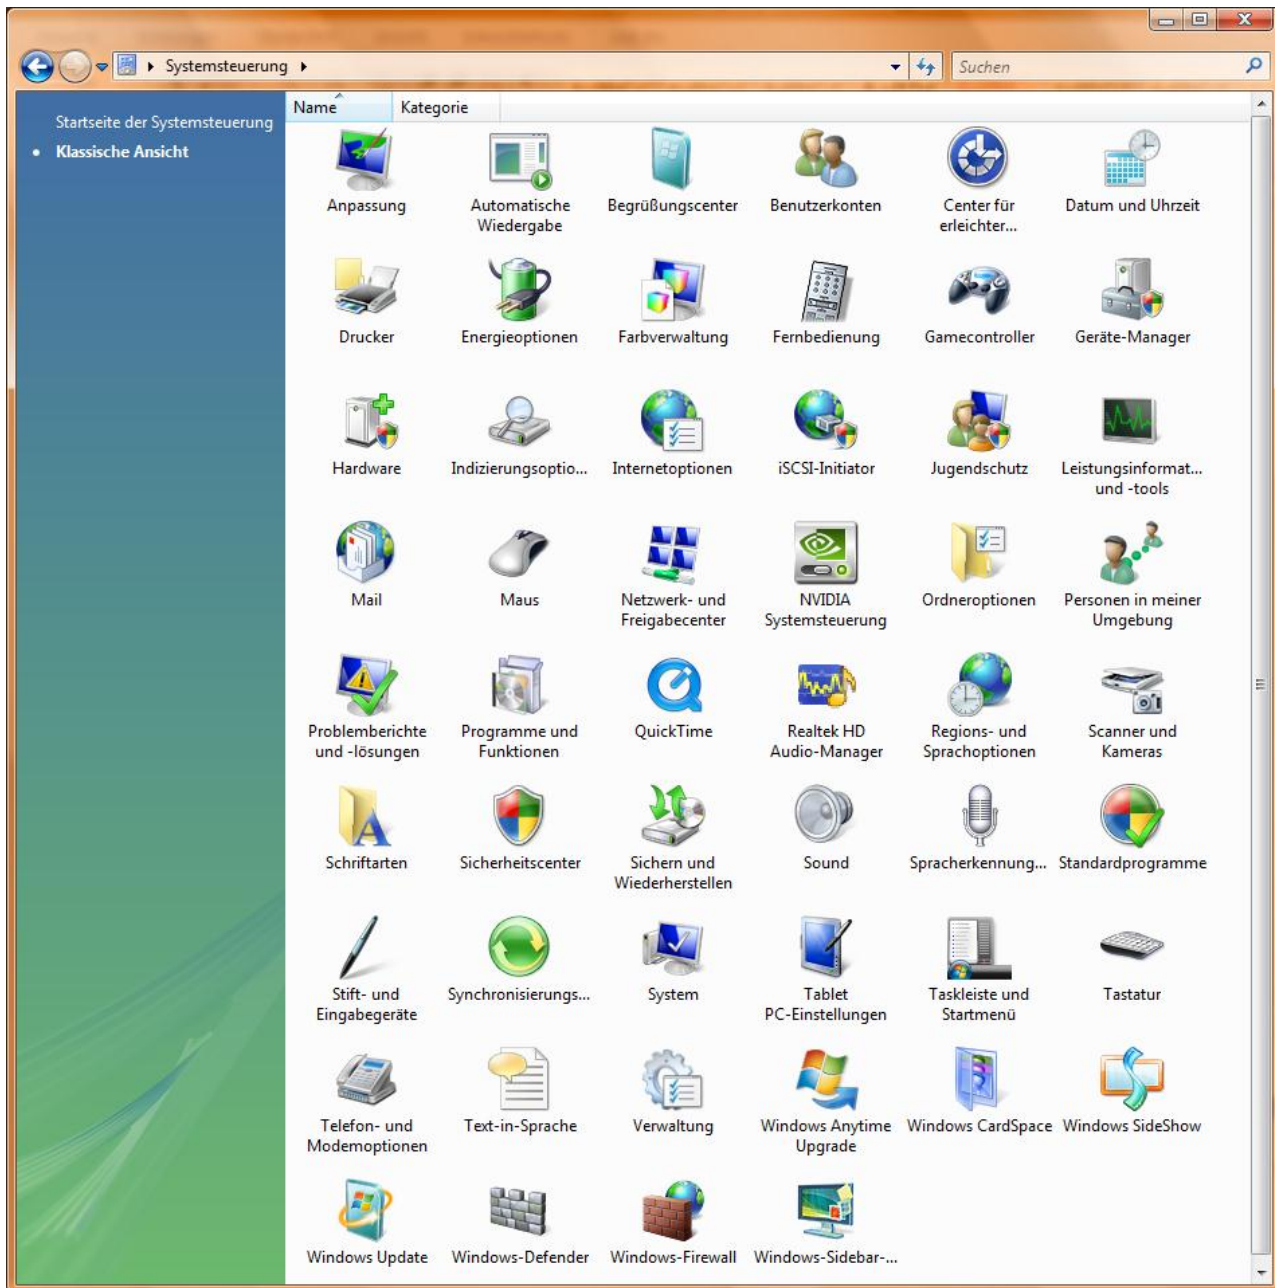 Systemsteuerung
Suchen
Startseite der Systemsteuerung
Klassische Ansicht
Name Kategorie
Anpassung
Automatische
Wiedergabe
Begrüßungscenter
Benutzerkonten
Center für
erleichter...
Datum und Uhrzeit
Drucker
Energieoptionen
Farbverwaltung
Fernbedienung
Gamecontroller
Geräte-Manager
Hardware
Indizierungsoptio...
Internetoptionen
iSCSI-Initiator
Jugendschutz
Leistungsinformat...
und -tools
Mail
Maus
Netzwerk- und
Freigabecenter
NVIDIA
Systemsteuerung
Ordneroptionen
Personen in meiner
Umgebung
Problemberichte
und -lösungen
Programme und
Funktionen
QuickTime
Realtek HD
Audio-Manager
Regions- und
Sprachoptionen
Scanner und
Kameras
Schriftarten
Sicherheitscenter
Sichern und
Wiederherstellen
Sound
Spracherkennung...
Standardprogramme
Stift- und
Eingabegeräte
Synchronisierungs...
System
Tablet
PC-Einstellungen
Taskleiste und
Startmenü
Tastatur
Telefon- und
Modemoptionen
Text-in-Sprache
Verwaltung
Windows Anytime
Upgrade
Windows CardSpace
Windows SideShow
Windows Update
Windows-Defender
Windows-Firewall
Windows-Sidebar-...